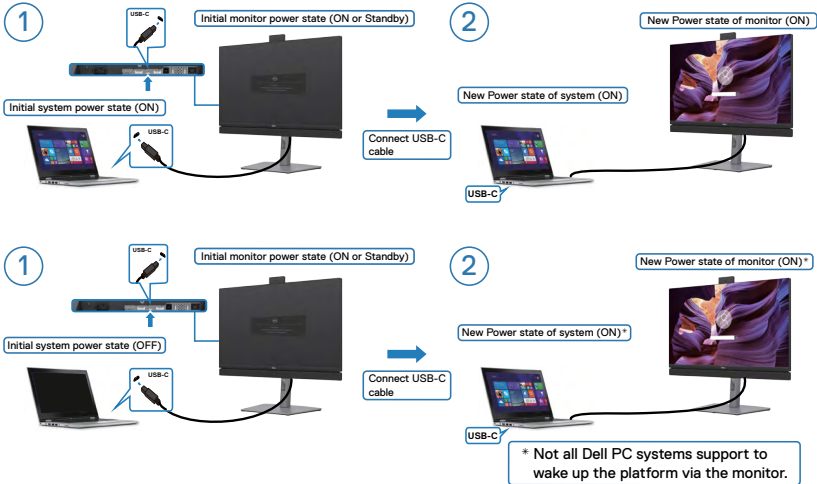 1
USB-C
Initial monitor power state (ON or Standby)
Initial system power state (ON)
USB-C
Connect USB-C
cable
2
New Power state of monitor (ON)
New Power state of system (ON)
USB-C
1
USB-C
Initial monitor power state (ON or Standby)
Initial system power state (OFF)
USB-C
Connect USB-C
cable
2
New Power state of monitor (ON)*
New Power state of system (ON)*
USB-C
* Not all Dell PC systems support to
wake up the platform via the monitor.